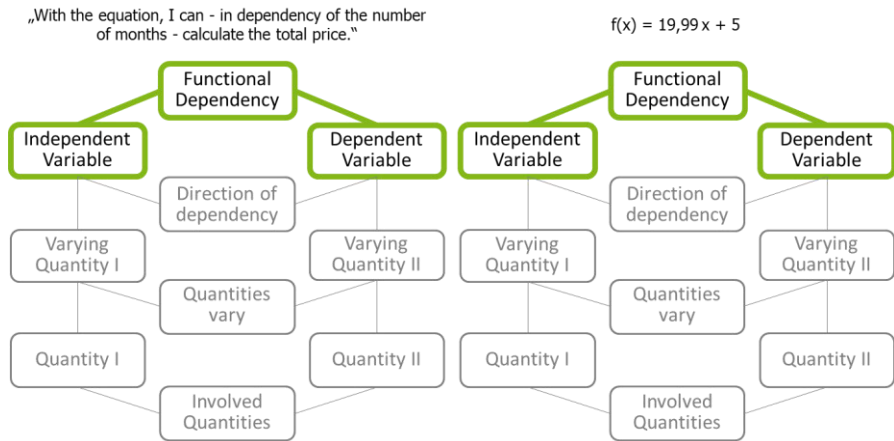 „With the equation, I can - in dependency of the number
of months - calculate the total price.“
Functional
Dependency
Independent
Variable
Dependent
Variable
Direction of
dependency
Varying
Quantity I
Varying
Quantity II
Quantities
vary
Quantity I
Quantity II
Involved
Quantities
f(x) = 19,99 x + 5
Functional
Dependency
Independent
Variable
Dependent
Variable
Direction of
dependency
Varying
Quantity I
Varying
Quantity II
Quantities
vary
Quantity I
Quantity II
Involved
Quantities